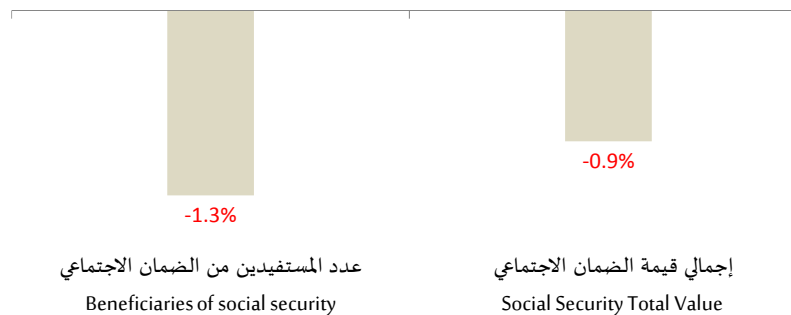 -0.9%
-1.3%
إجمالي قيمة الضمان الاجتماعي
عدد المستفيدين من الضمان الاجتماعي
Beneficiaries of social security
Social Security Total Value